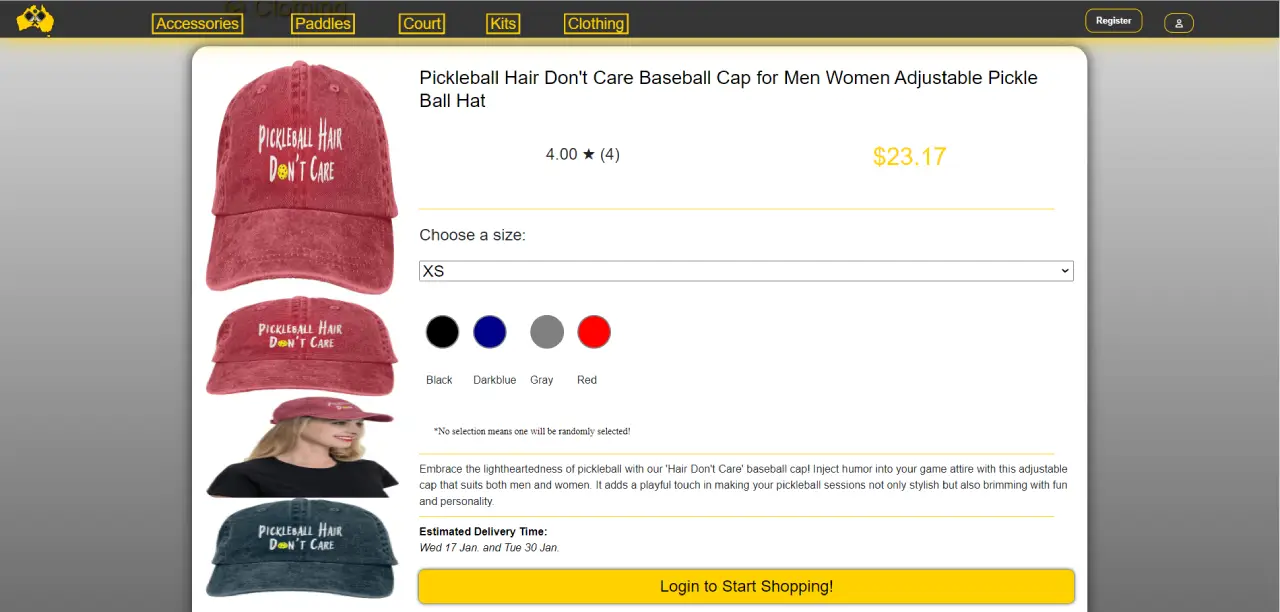 Clothing
Accessories Paddles Court Kits Clothing Register
Pickleball Hair Don't Care Baseball Cap for Men Women Adjustable Pickle
Ball Hat
4.00 ★ (4) $23.17
Choose a size:
XS
Black Darkblue Gray Red
*No selection means one will be randomly selected!
Embrace the lightheartedness of pickleball with our 'Hair Don't Care' baseball cap! Inject humor into your game attire with this adjustable
cap that suits both men and women. It adds a playful touch in making your pickleball sessions not only stylish but also brimming with fun
and personality.
Estimated Delivery Time:
Wed 17 Jan. and Tue 30 Jan.
Login to Start Shopping!
PICKLEBALL HAIR
DON'T CARE
PICKLEBALL HAIR
DON'T CARE
PICKLEBALL HAIR
DON'T CARE